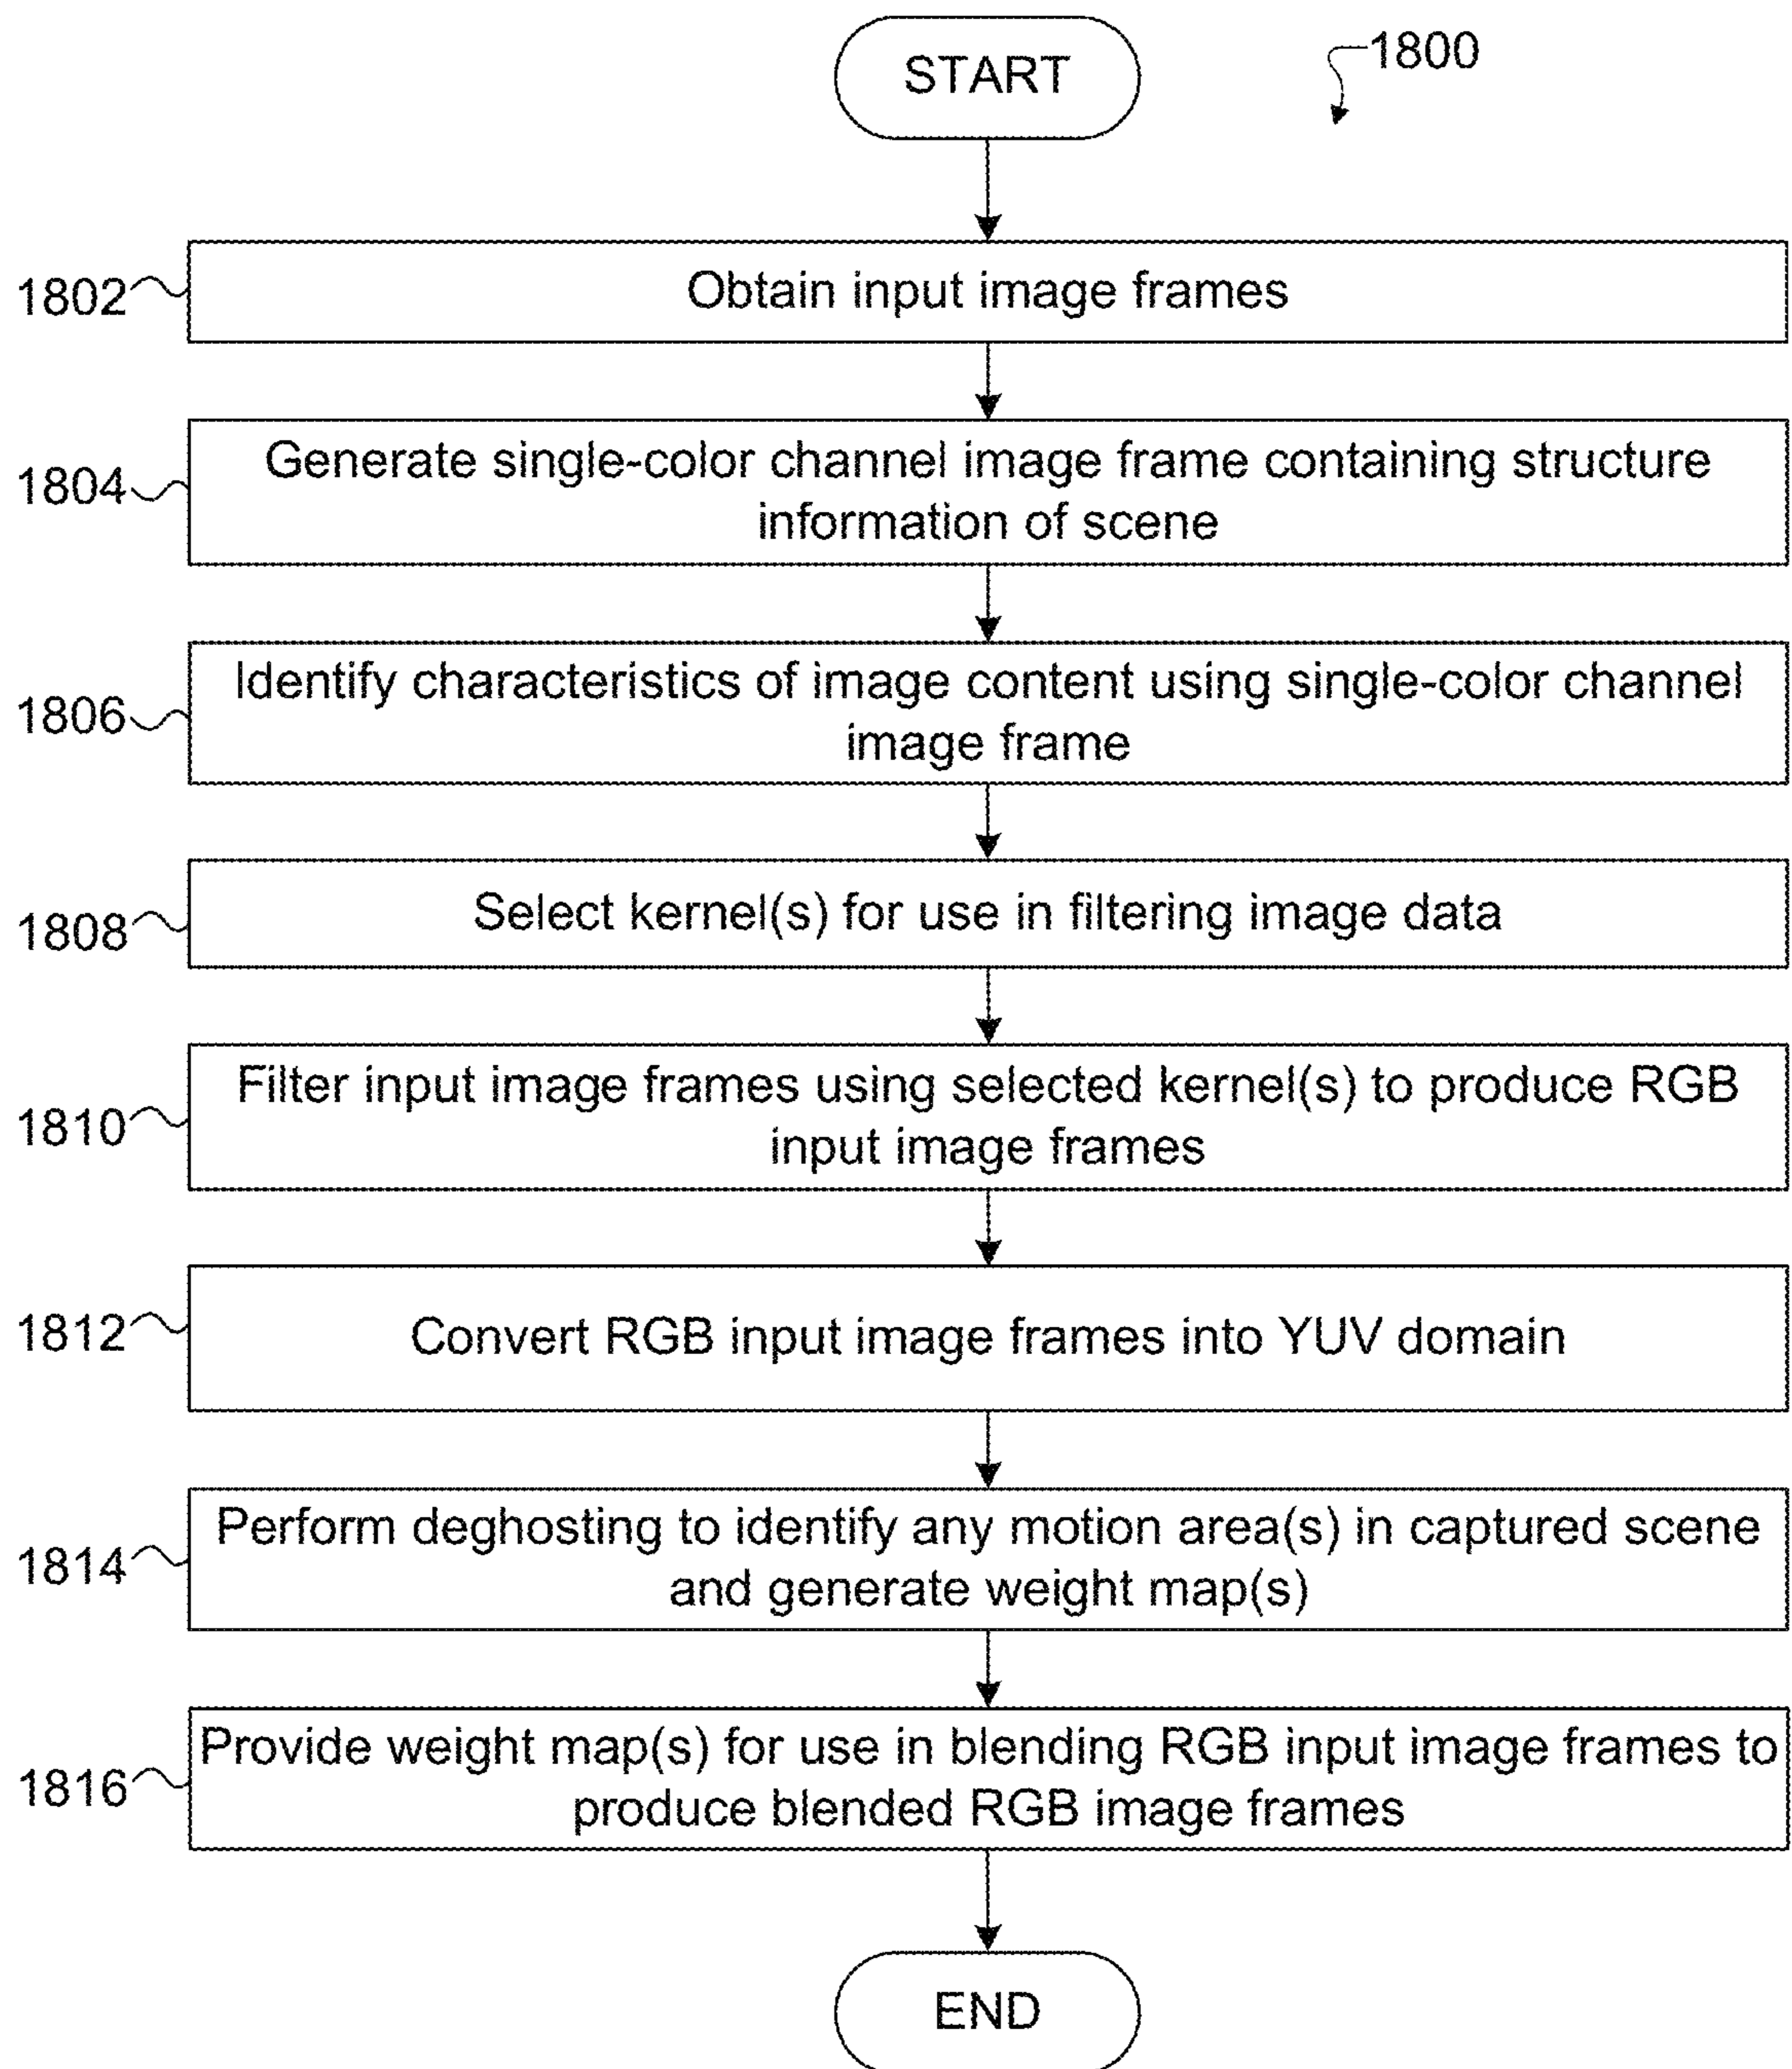 START
1800
1802
Obtain input image frames
1804
Generate single-color channel image frame containing structure
information of scene
1806
Identify characteristics of image content using single-color channel
image frame
1808
Select kernel(s) for use in filtering image data
1810
Filter input image frames using selected kernel(s) to produce RGB
input image frames
1812
Convert RGB input image frames into YUV domain
1814
Perform deghosting to identify any motion area(s) in captured scene
and generate weight map(s)
1816
Provide weight map(s) for use in blending RGB input image frames to
produce blended RGB image frames
END